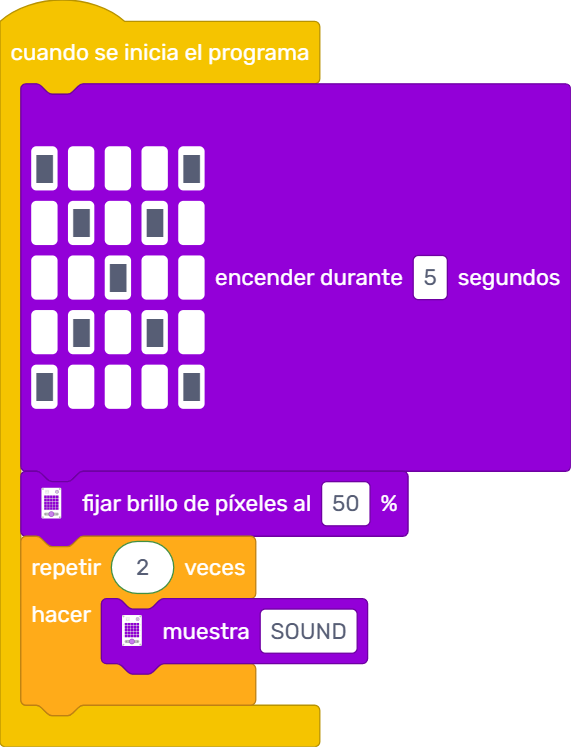 cuando se inicia el programa
encender durante 5 segundos
fijar brillo de píxeles al 50 %
repetir 2 veces
hacer
muestra SOUND